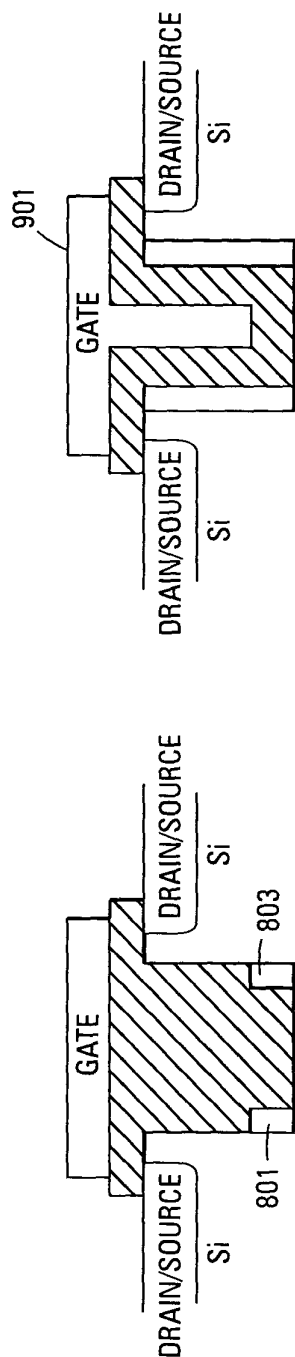 GATE
DRAIN/SOURCE
DRAIN/SOURCE
Si
Si
801
803
901
GATE
DRAIN/SOURCE
DRAIN/SOURCE
Si
Si